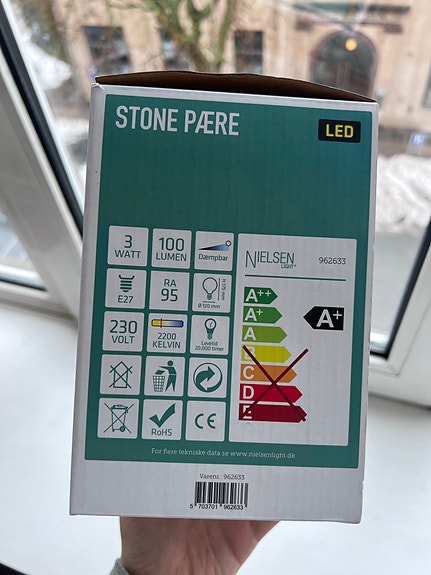 STONE PÆRE
LED
3
WATT
100
LUMEN
Dæmpbar
NIELSEN
LIGHT
962633
E27
RA
95
H:175 mm
Ø 120 mm
230
VOLT
2200
KELVIN
Levetid
20.000 timer
A++
A+
A
B
C
D
E
A+
RoHS
CE
For flere tekniske data se www.nielsenlight.dk
Varenr.: 962633
5 703701 962633